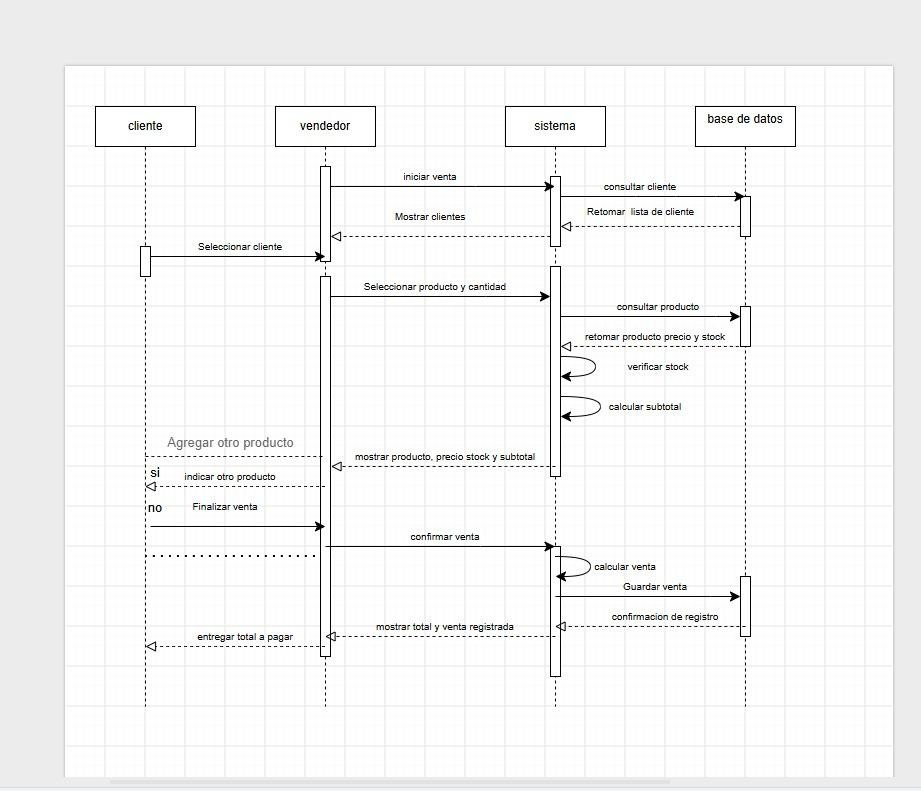 cliente
vendedor
sistema
base de datos
iniciar venta
consultar cliente
Retornar lista de cliente
Mostrar clientes
Seleccionar cliente
Seleccionar producto y cantidad
consultar producto
retornar producto precio y stock
verificar stock
calcular subtotal
Agregar otro producto
mostrar producto, precio stock y subtotal
si
indicar otro producto
no
Finalizar venta
confirmar venta
calcular venta
Guardar venta
confirmacion de registro
mostrar total y venta registrada
entregar total a pagar